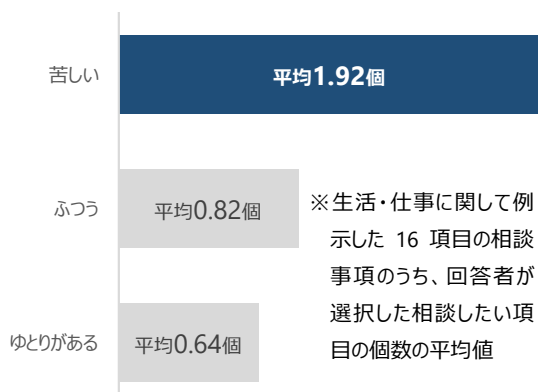 苦しい
平均1.92個
ふつう
平均0.82個
※生活・仕事に関して例
示した 16 項目の相談
事項のうち、回答者が
選択した相談したい項
目の個数の平均値
ゆとりがある
平均0.64個